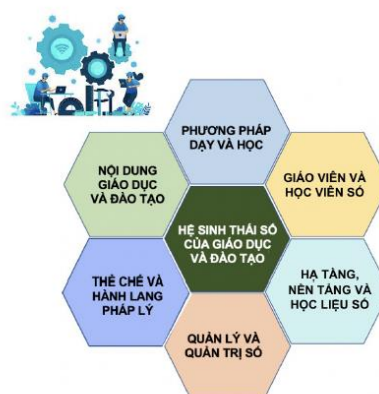 PHƯƠNG PHÁP
DẠY VÀ HỌC
NỘI DUNG
GIÁO DỤC
VÀ ĐÀO TẠO
GIÁO VIÊN VÀ
HỌC VIÊN SỐ
HỆ SINH THÁI SỐ
CỦA GIÁO DỤC
VÀ ĐÀO TẠO
THỂ CHẾ VÀ
HÀNH LANG
PHÁP LÝ
HẠ TẦNG,
NỀN TẢNG VÀ
HỌC LIỆU SỐ
QUẢN LÝ VÀ
QUẢN TRỊ SỐ